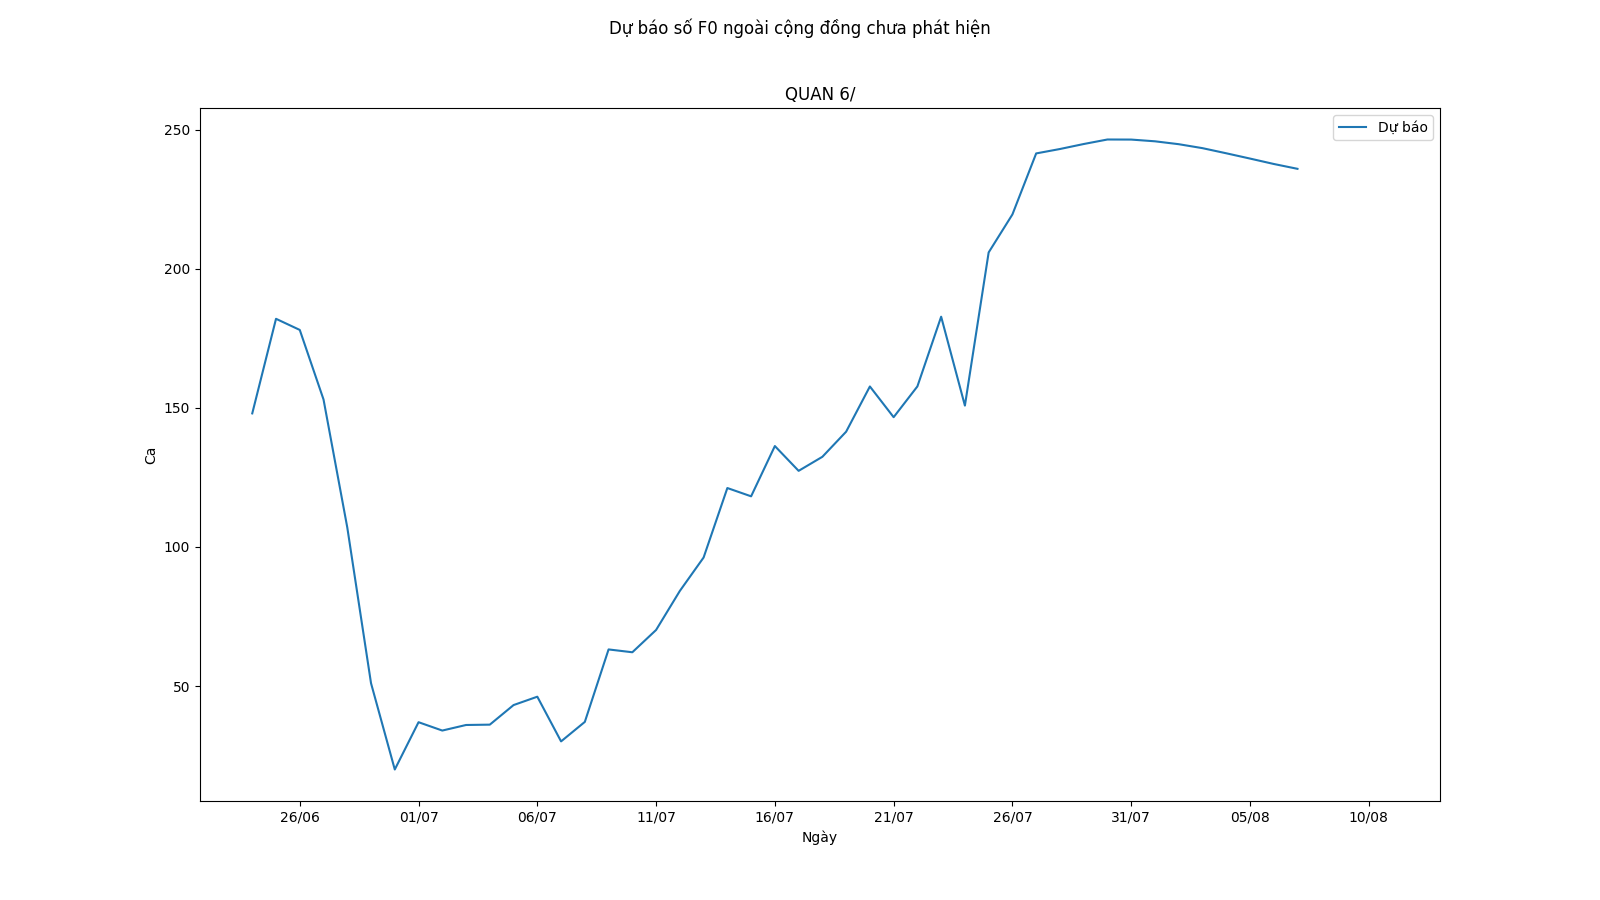 Dự báo số F0 ngoài cộng đồng chưa phát hiện
QUAN 6/
Dự báo
250
200
150
100
50
Ca
26/06 01/07 06/07 11/07 16/07 21/07 26/07 31/07 05/08 10/08
Ngày